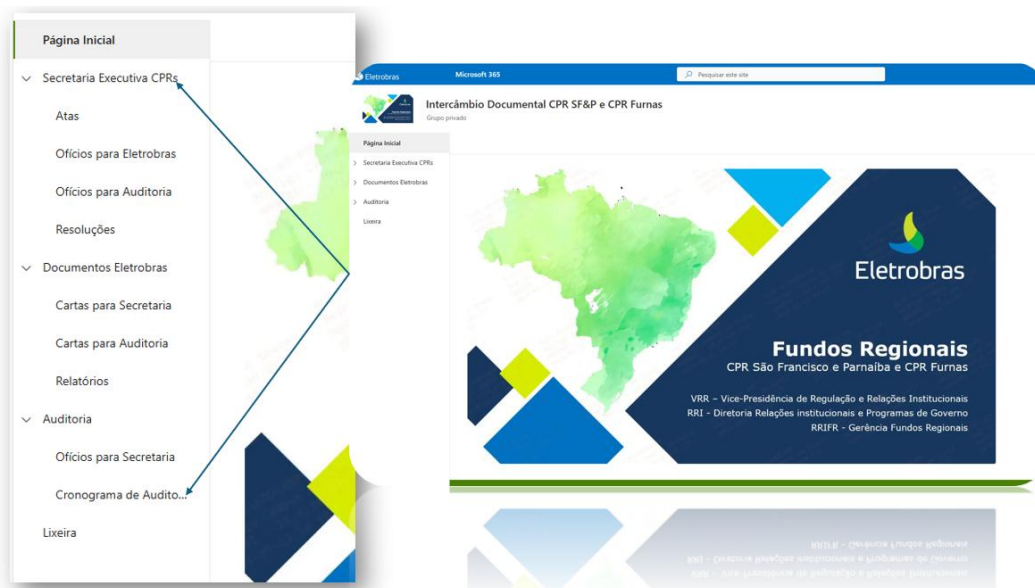 Página Inicial
Secretaria Executiva CPRs
Atas
Ofícios para Eletrobras
Ofícios para Auditoria
Resoluções
Documentos Eletrobras
Cartas para Secretaria
Cartas para Auditoria
Relatórios
Auditoria
Ofícios para Secretaria
Cronograma de Audito...
Lixeira
Eletrobras
Microsoft 365
Pesquisar este site
Intercâmbio Documental CPR SF&P e CPR Furnas
Grupo privado
Página Inicial
Secretaria Executiva CPRs
Documentos Eletrobras
Auditoria
Lixeira
Eletrobras
Fundos Regionais
CPR São Francisco e Parnaíba e CPR Furnas
VRR – Vice-Presidência de Regulação e Relações Institucionais
RRI - Diretoria Relações institucionais e Programas de Governo
RRIFR - Gerência Fundos Regionais